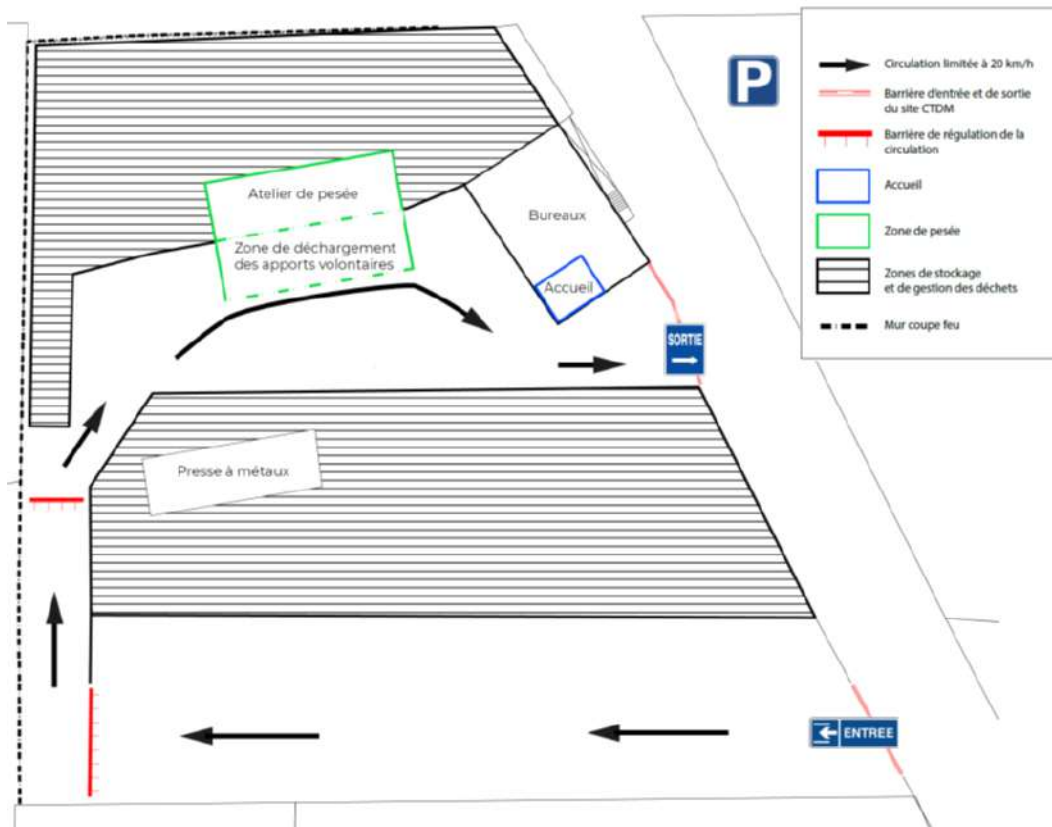 P
Circulation limitée à 20 km/h
Barrière d'entrée et de sortie
du site CTDM
Barrière de régulation de la
circulation
Accueil
Zone de pesée
Zones de stockage
et de gestion des déchets
Mur coupe feu
Atelier de pesée
Zone de déchargement
des apports volontaires
Bureaux
Accueil
SORTIE
Presse à métaux
ENTREE